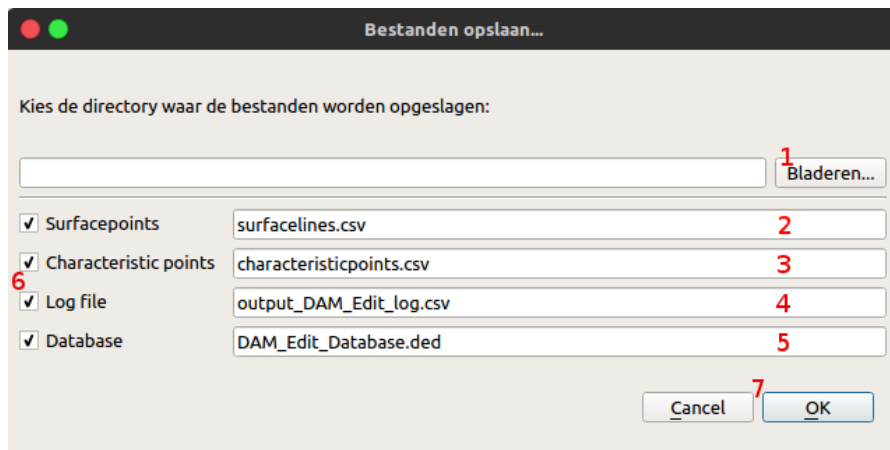 Bestanden opslaan...
Kies de directory waar de bestanden worden opgeslagen:
1
Bladeren...
Surfacepoints surfacelines.csv 2
Characteristic points characteristicpoints.csv 3
6
Log file output_DAM_Edit_log.csv 4
Database DAM_Edit_Database.ded 5
7
Cancel OK